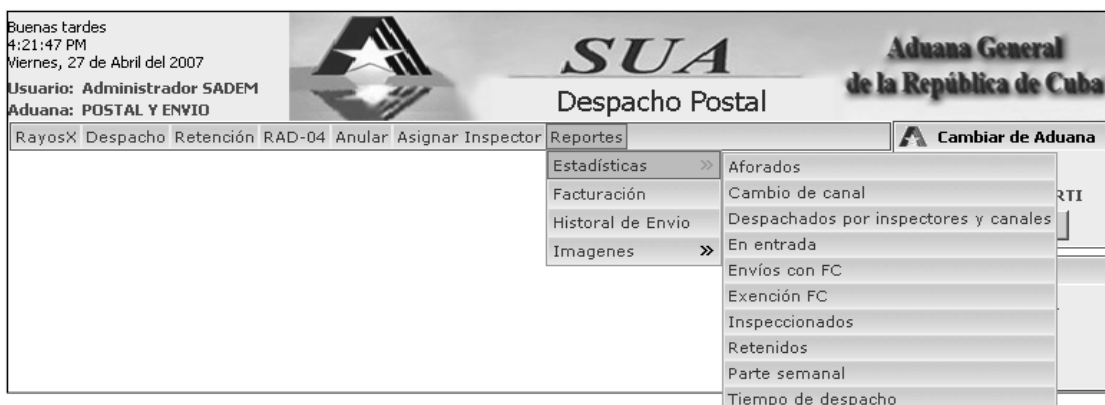 Buenas tardes
4:21:47 PM
Viernes, 27 de Abril del 2007
Usuario: Administrador SADEM
Aduana: POSTAL Y ENVIO
SUA
Despacho Postal
Aduana General
de la República de Cuba
RayosX Despacho Retención RAD-04 Anular Asignar Inspector Reportes
Cambiar de Aduana
Estadísticas »
Facturación
Historal de Envio
Imagenes »
Aforados
Cambio de canal
Despachados por inspectores y canales
En entrada
Envíos con FC
Exención FC
Inspeccionados
Retenidos
Parte semanal
Tiempo de despacho
RTI